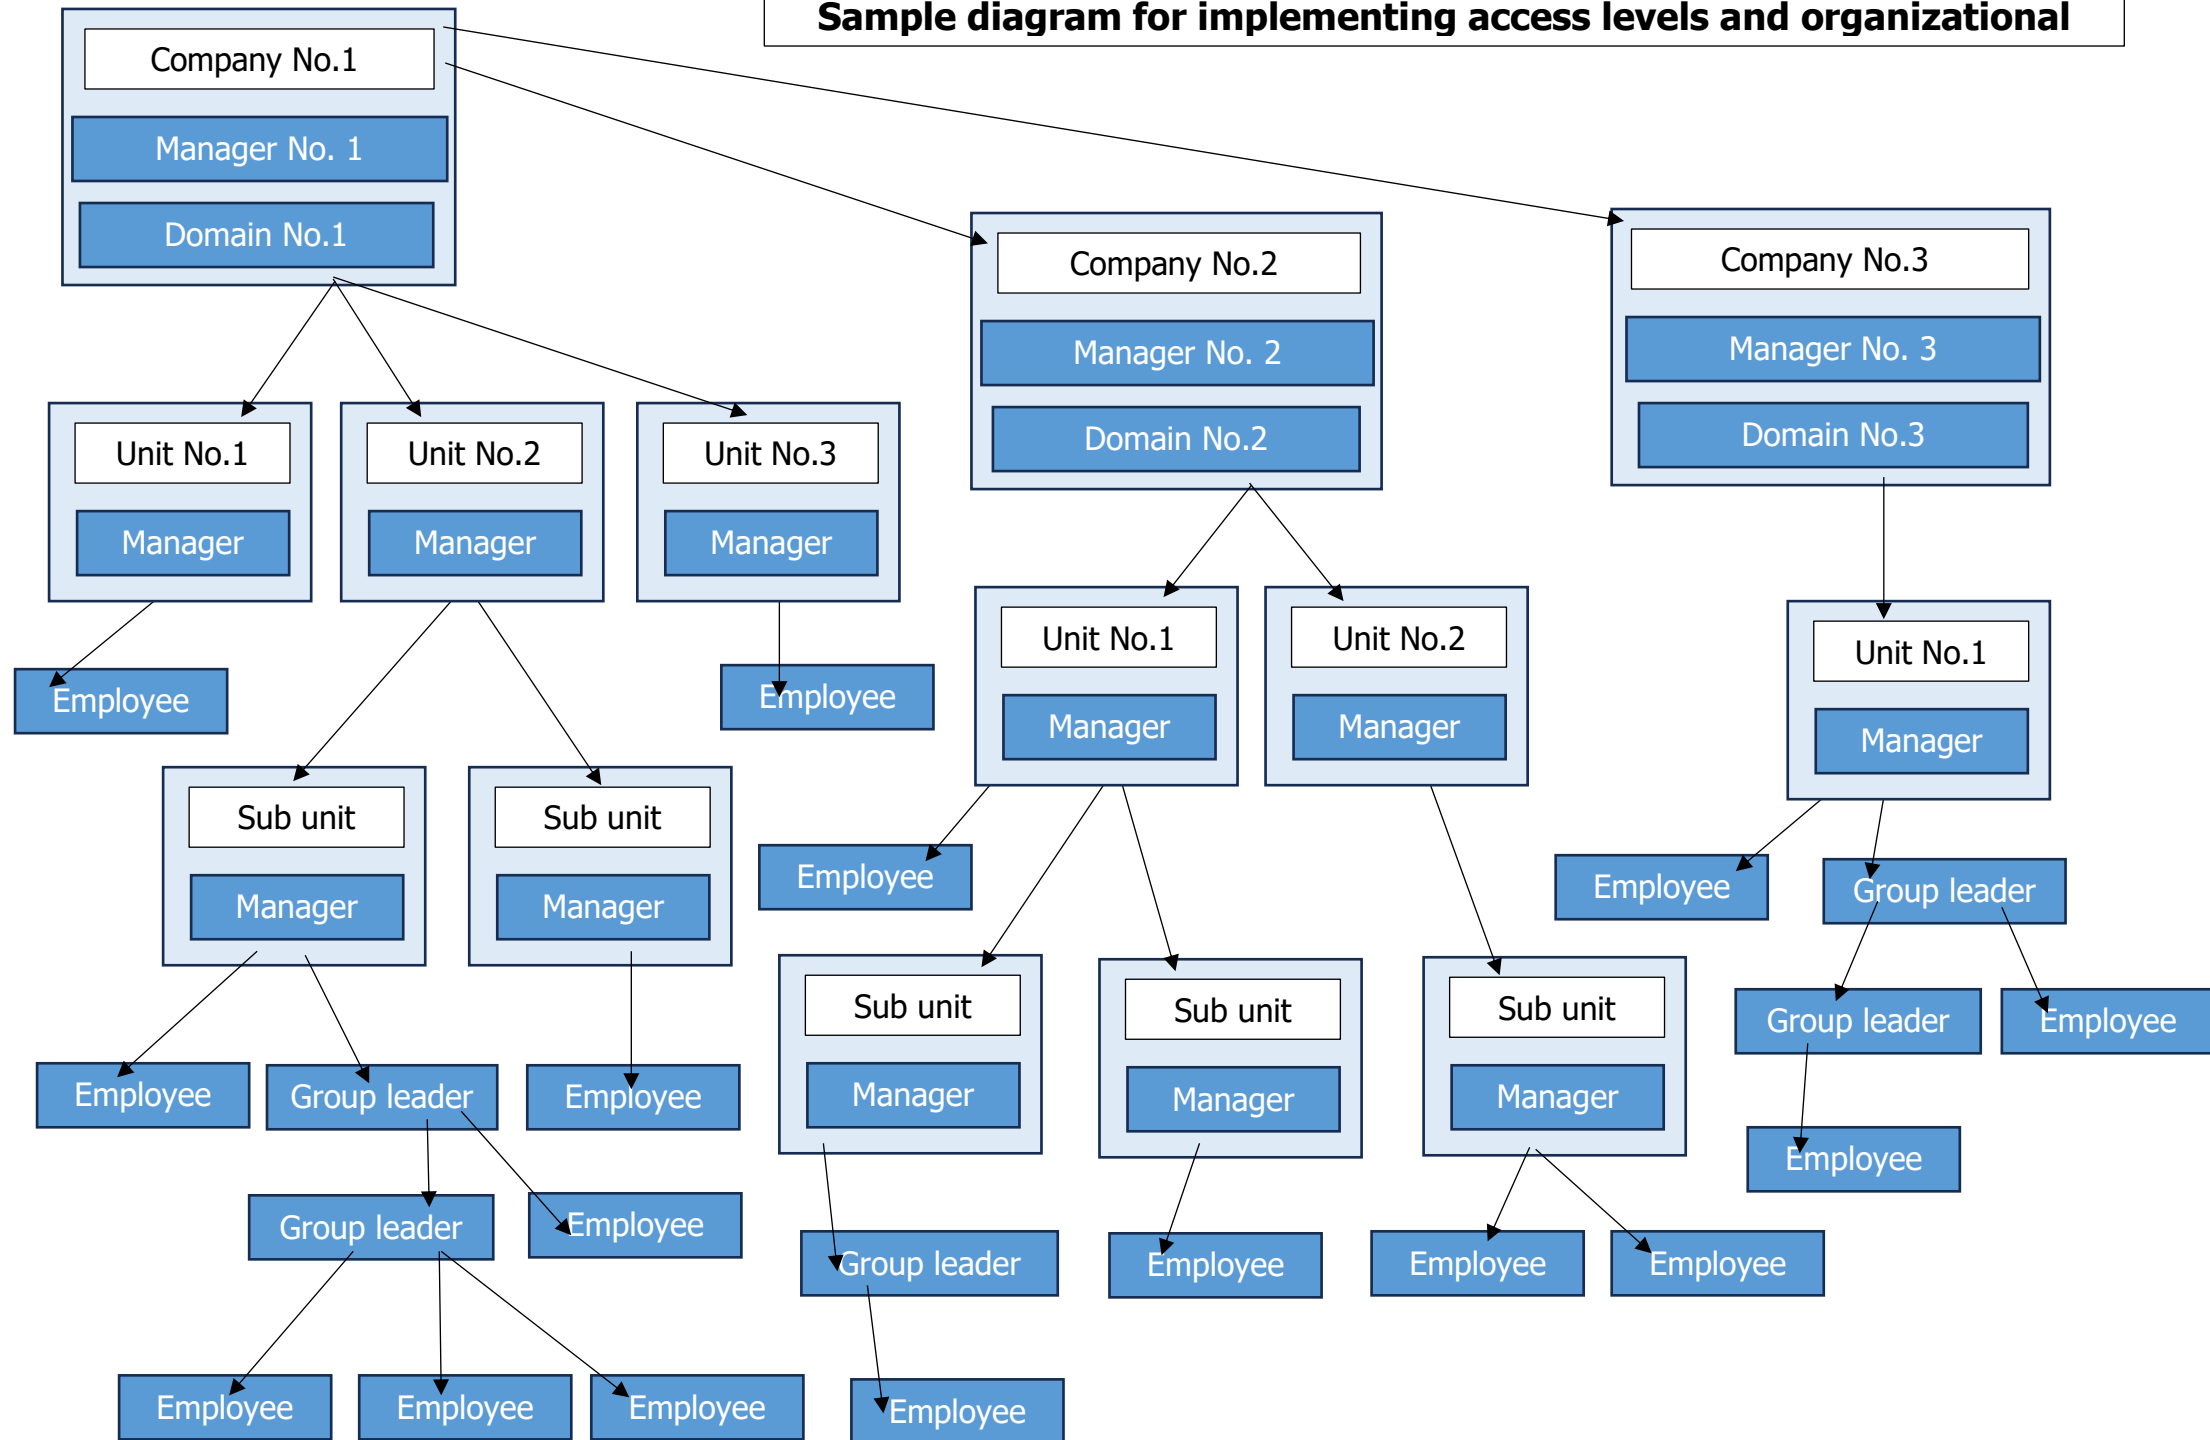 Sample diagram for implementing access levels and organizational
Company No.1
Manager No. 1
Domain No.1
Company No.2
Manager No. 2
Domain No.2
Company No.3
Manager No. 3
Domain No.3
Unit No.1
Manager
Unit No.2
Manager
Unit No.3
Manager
Unit No.1
Manager
Unit No.2
Manager
Unit No.1
Manager
Employee
Employee
Sub unit
Manager
Sub unit
Manager
Employee
Employee
Group leader
Sub unit
Manager
Sub unit
Manager
Sub unit
Manager
Group leader
Employee
Employee
Group leader
Employee
Employee
Group leader
Employee
Group leader
Employee
Employee
Employee
Employee
Employee
Employee
Employee
Employee